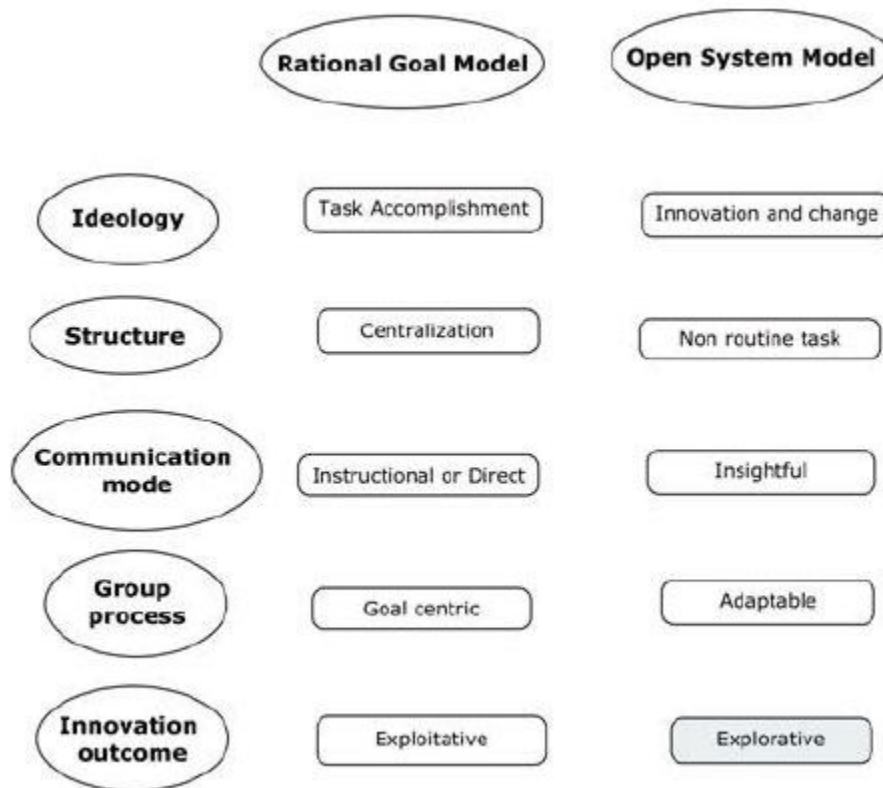 Rational Goal Model
Open System Model
Ideology
Task Accomplishment
Innovation and change
Structure
Centralization
Non routine task
Communication
mode
Instructional or Direct
Insightful
Group
process
Goal centric
Adaptable
Innovation
outcome
Exploitative
Explorative